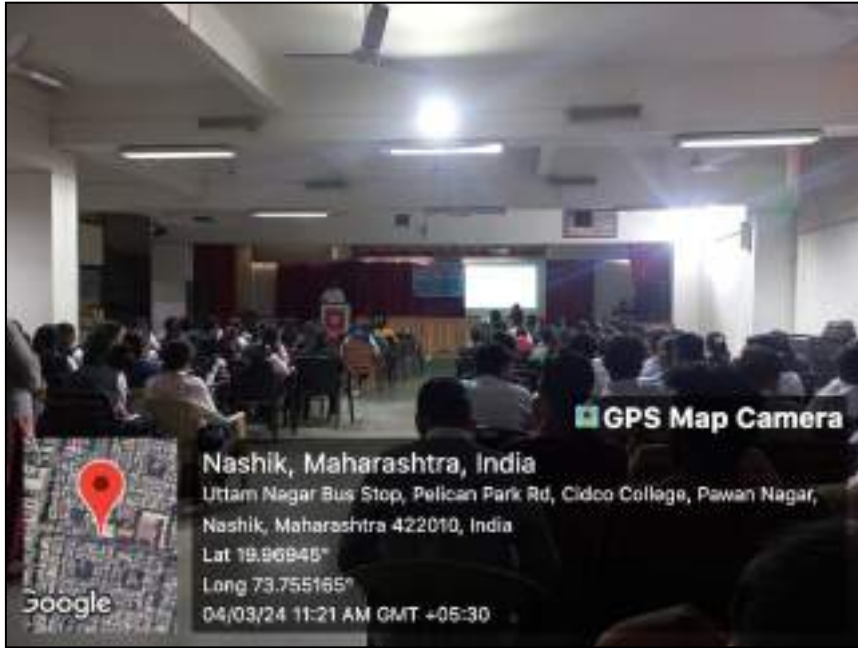 GPS Map Camera
Nashik, Maharashtra, India
Uttam Nagar Bus Stop, Pelican Park Rd, Cidco College, Pawan Nagar,
Nashik, Maharashtra 422010, India
Lat 19.96945°
Long 73.755165°
04/03/24 11:21 AM GMT +05:30
Google